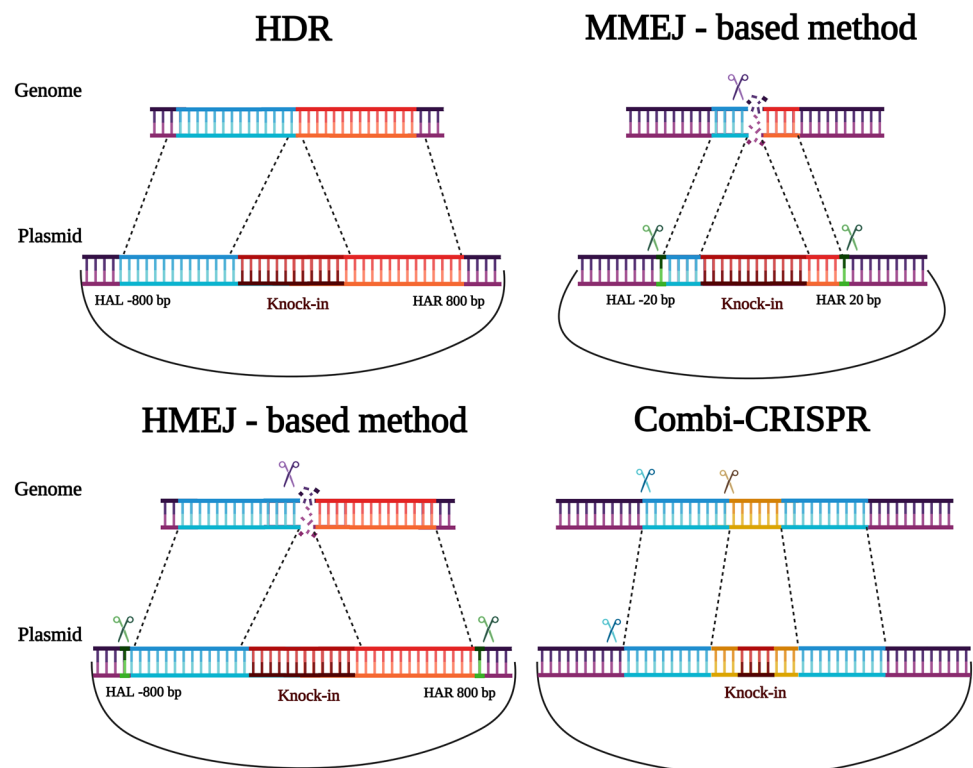 HDR
MMEJ - based method
Genome
Plasmid
HAL -800 bp
Knock-in
HAR 800 bp
HAL -20 bp
Knock-in
HAR 20 bp
HMEJ - based method
Combi-CRISPR
Genome
Plasmid
HAL -800 bp
Knock-in
HAR 800 bp
Knock-in